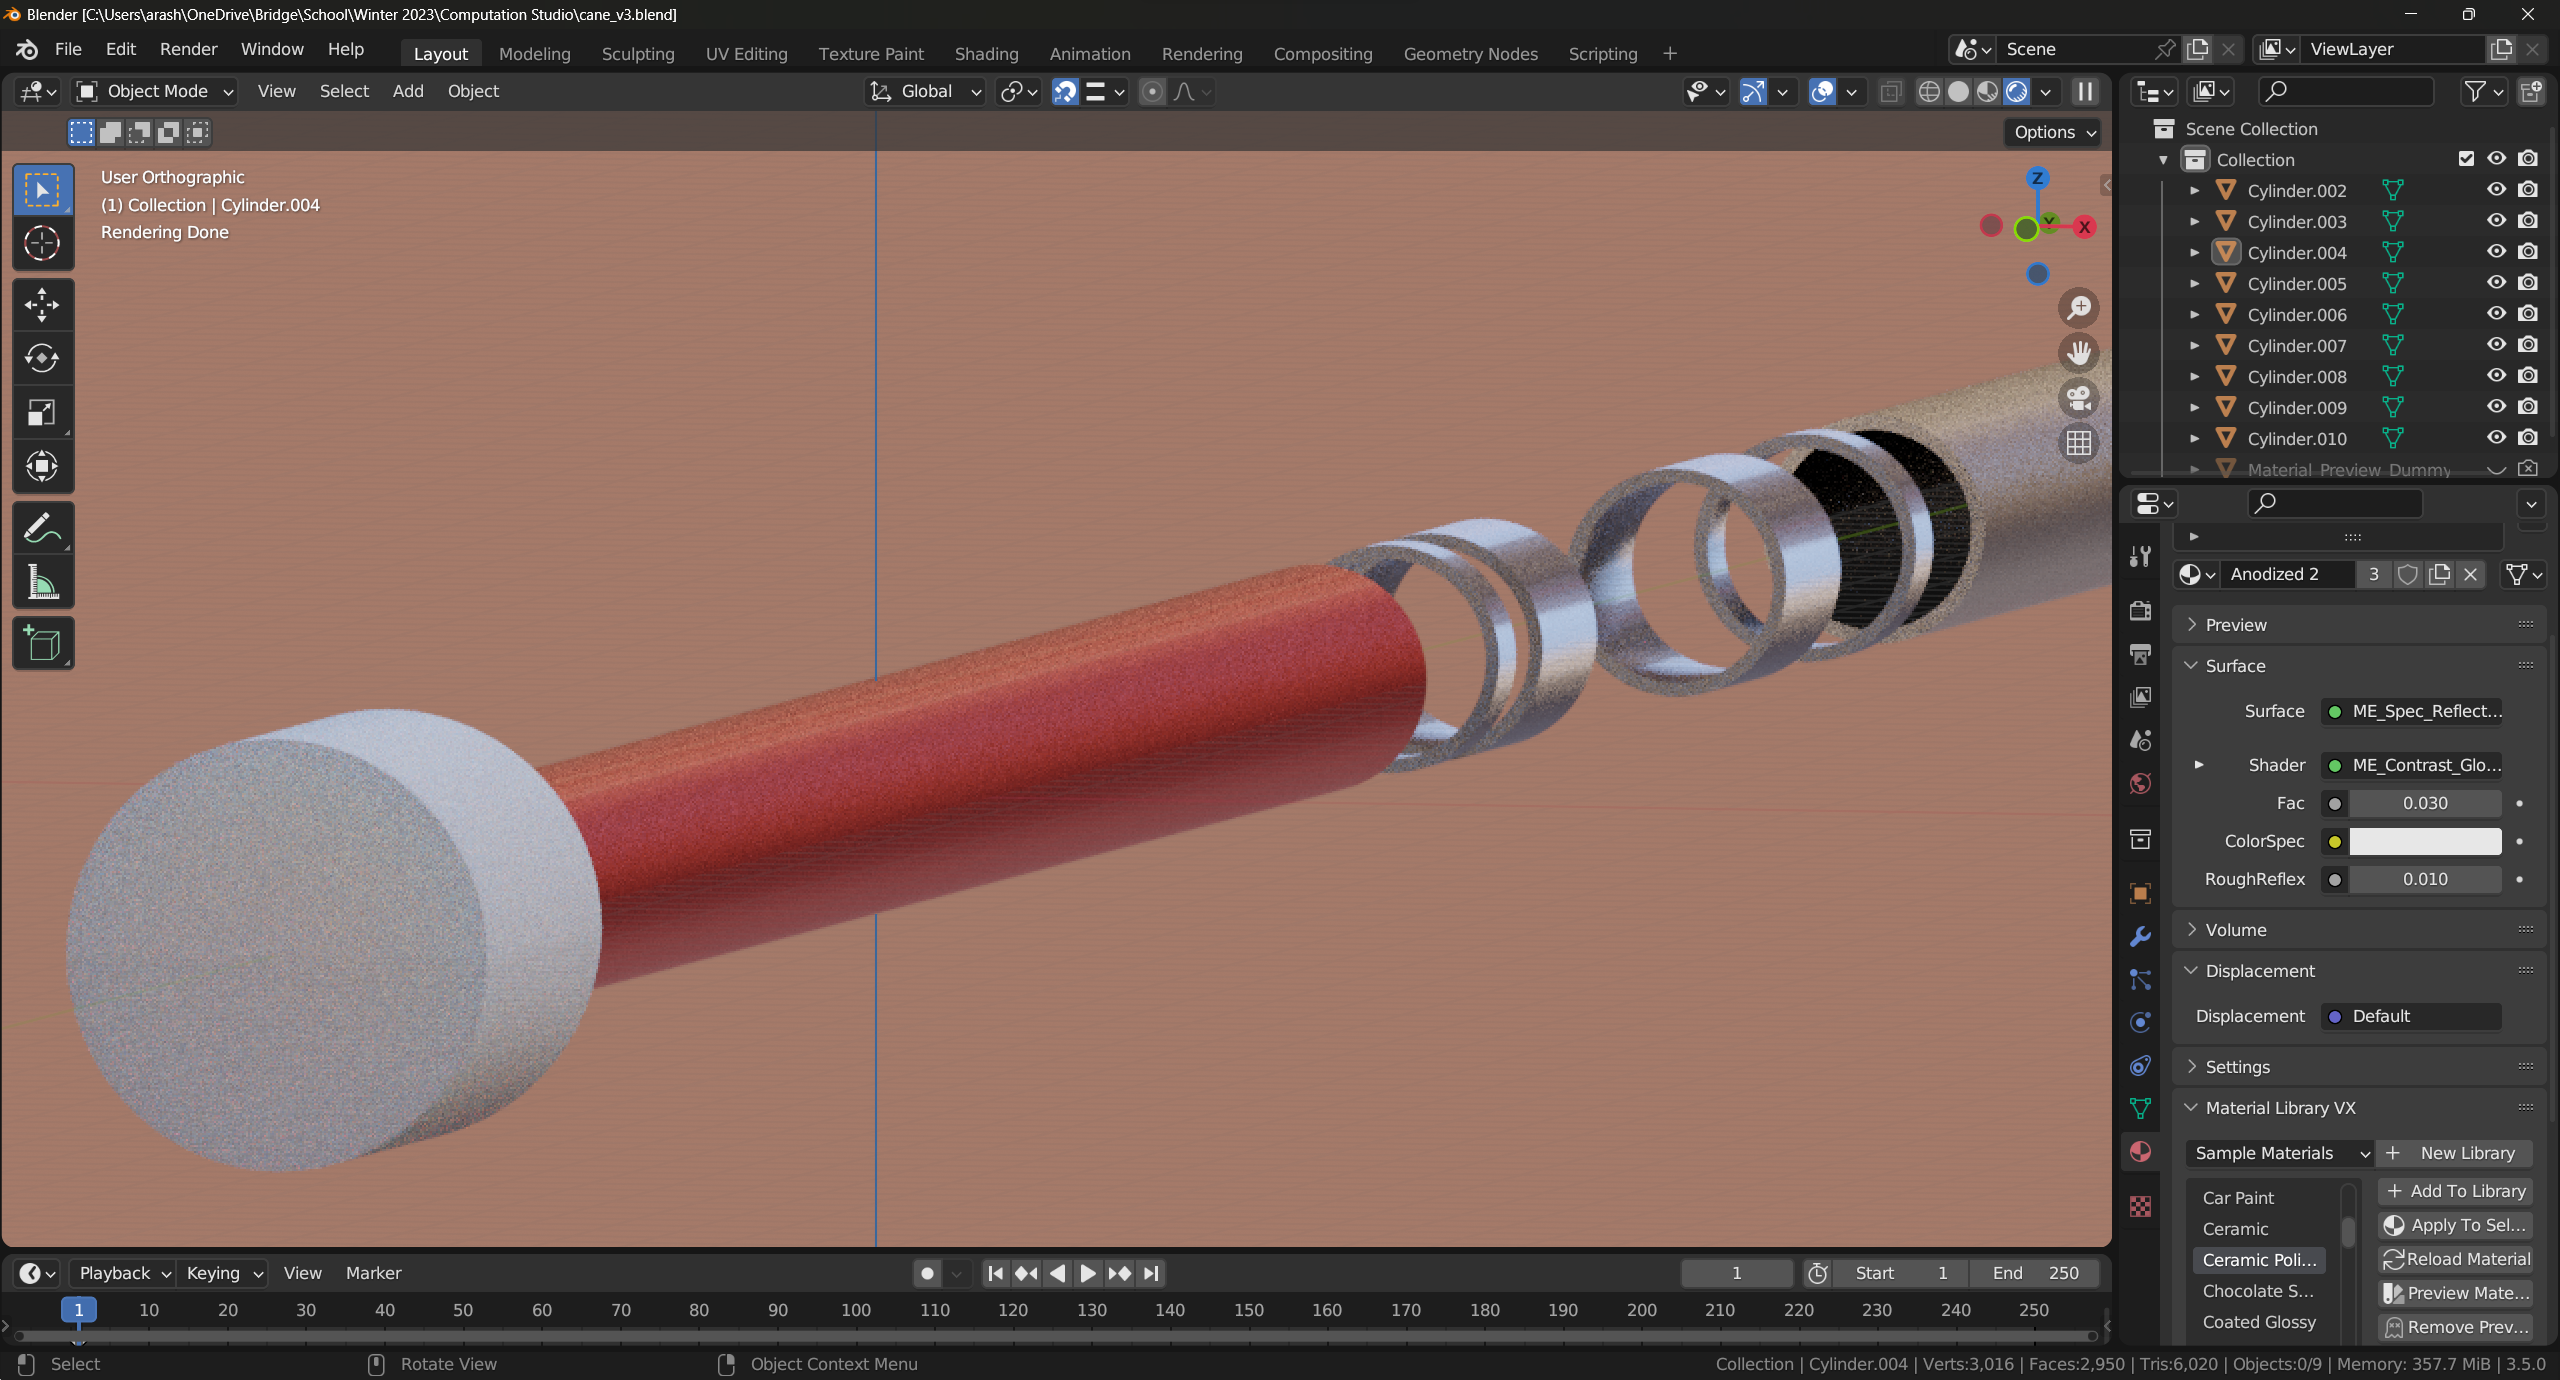 Blender [C:\Users\arash\OneDrive\Bridge\School\Winter 2023\Computation Studio\cane_v3.blend]
File Edit Render Window Help Layout Modeling Sculpting UV Editing Texture Paint Shading Animation Rendering Compositing Geometry Nodes Scripting + Scene ViewLayer
Object Mode View Select Add Object Global
Options
User Orthographic
(1) Collection | Cylinder.004
Rendering Done
Z
Y X
Scene Collection
Collection
Cylinder.002
Cylinder.003
Cylinder.004
Cylinder.005
Cylinder.006
Cylinder.007
Cylinder.008
Cylinder.009
Cylinder.010
Material Preview Dummy
Anodized 2 3
Preview
Surface
Surface ME_Spec_Reflect...
Shader ME_Contrast_Glo...
Fac 0.030
ColorSpec
RoughReflex 0.010
Volume
Displacement
Displacement Default
Settings
Material Library VX
Sample Materials + New Library
Car Paint
Ceramic
Ceramic Poli...
Chocolate S...
Coated Glossy
+ Add To Library
Apply To Sel...
Reload Material
Preview Mate...
Remove Prev...
Playback Keying View Marker 1 Start 1 End 250
1 10 20 30 40 50 60 70 80 90 100 110 120 130 140 150 160 170 180 190 200 210 220 230 240 250
Select Rotate View Object Context Menu Collection | Cylinder.004 | Verts:3,016 | Faces:2,950 | Tris:6,020 | Objects:0/9 | Memory: 357.7 MiB | 3.5.0